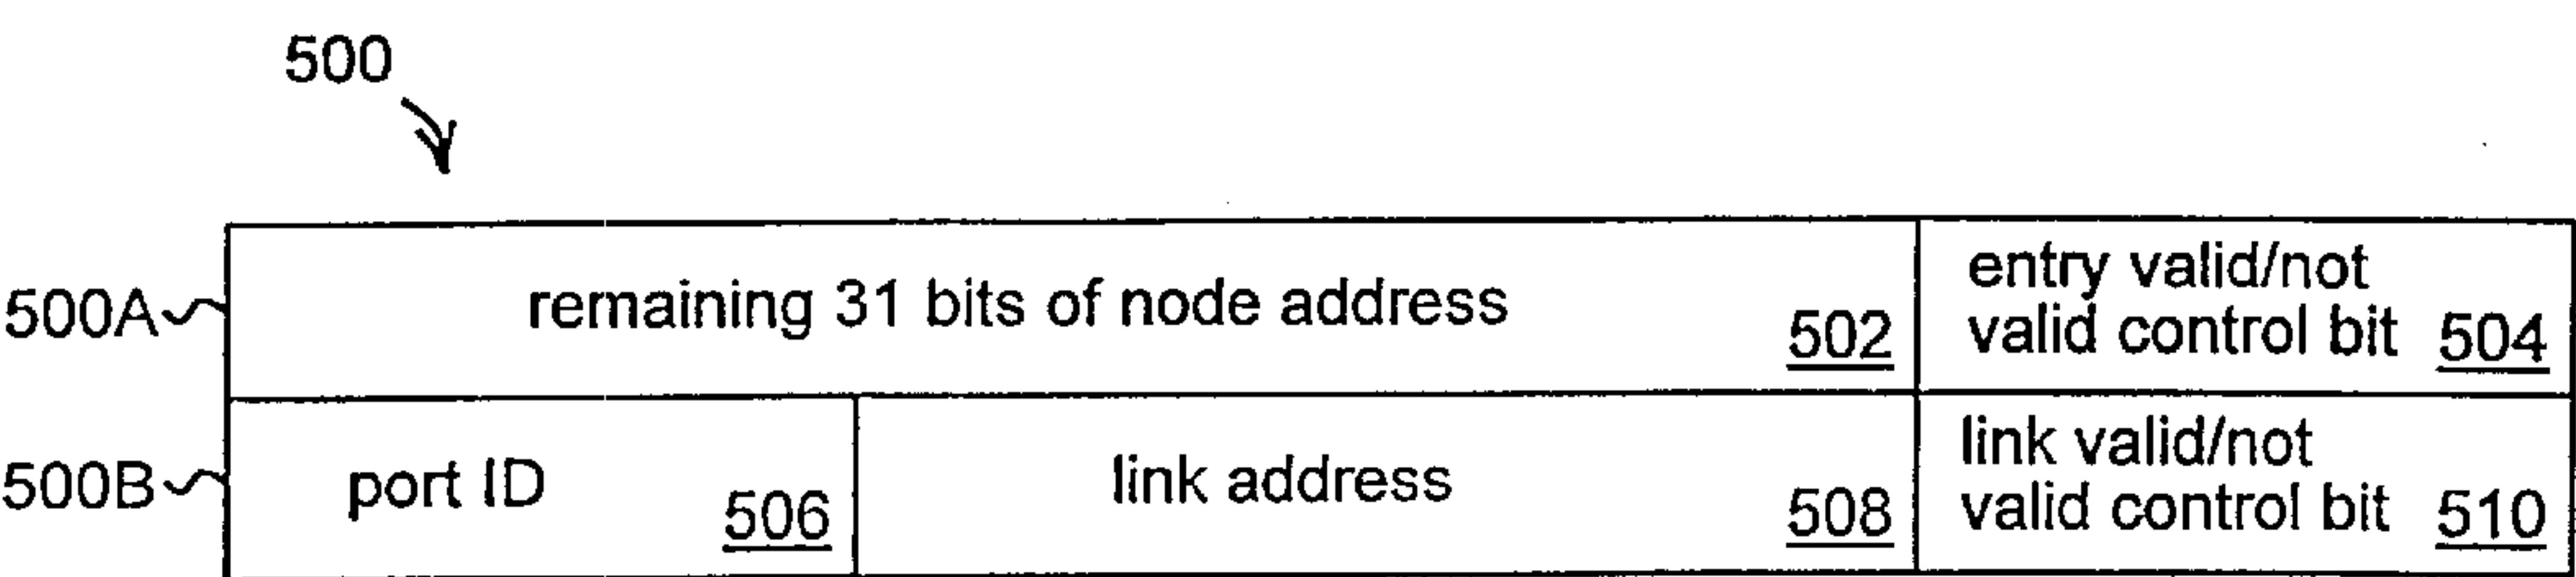 500
500A
remaining 31 bits of node address
502
entry valid/not
valid control bit 504
500B
port ID
506
link address
508
link valid/not
valid control bit 510